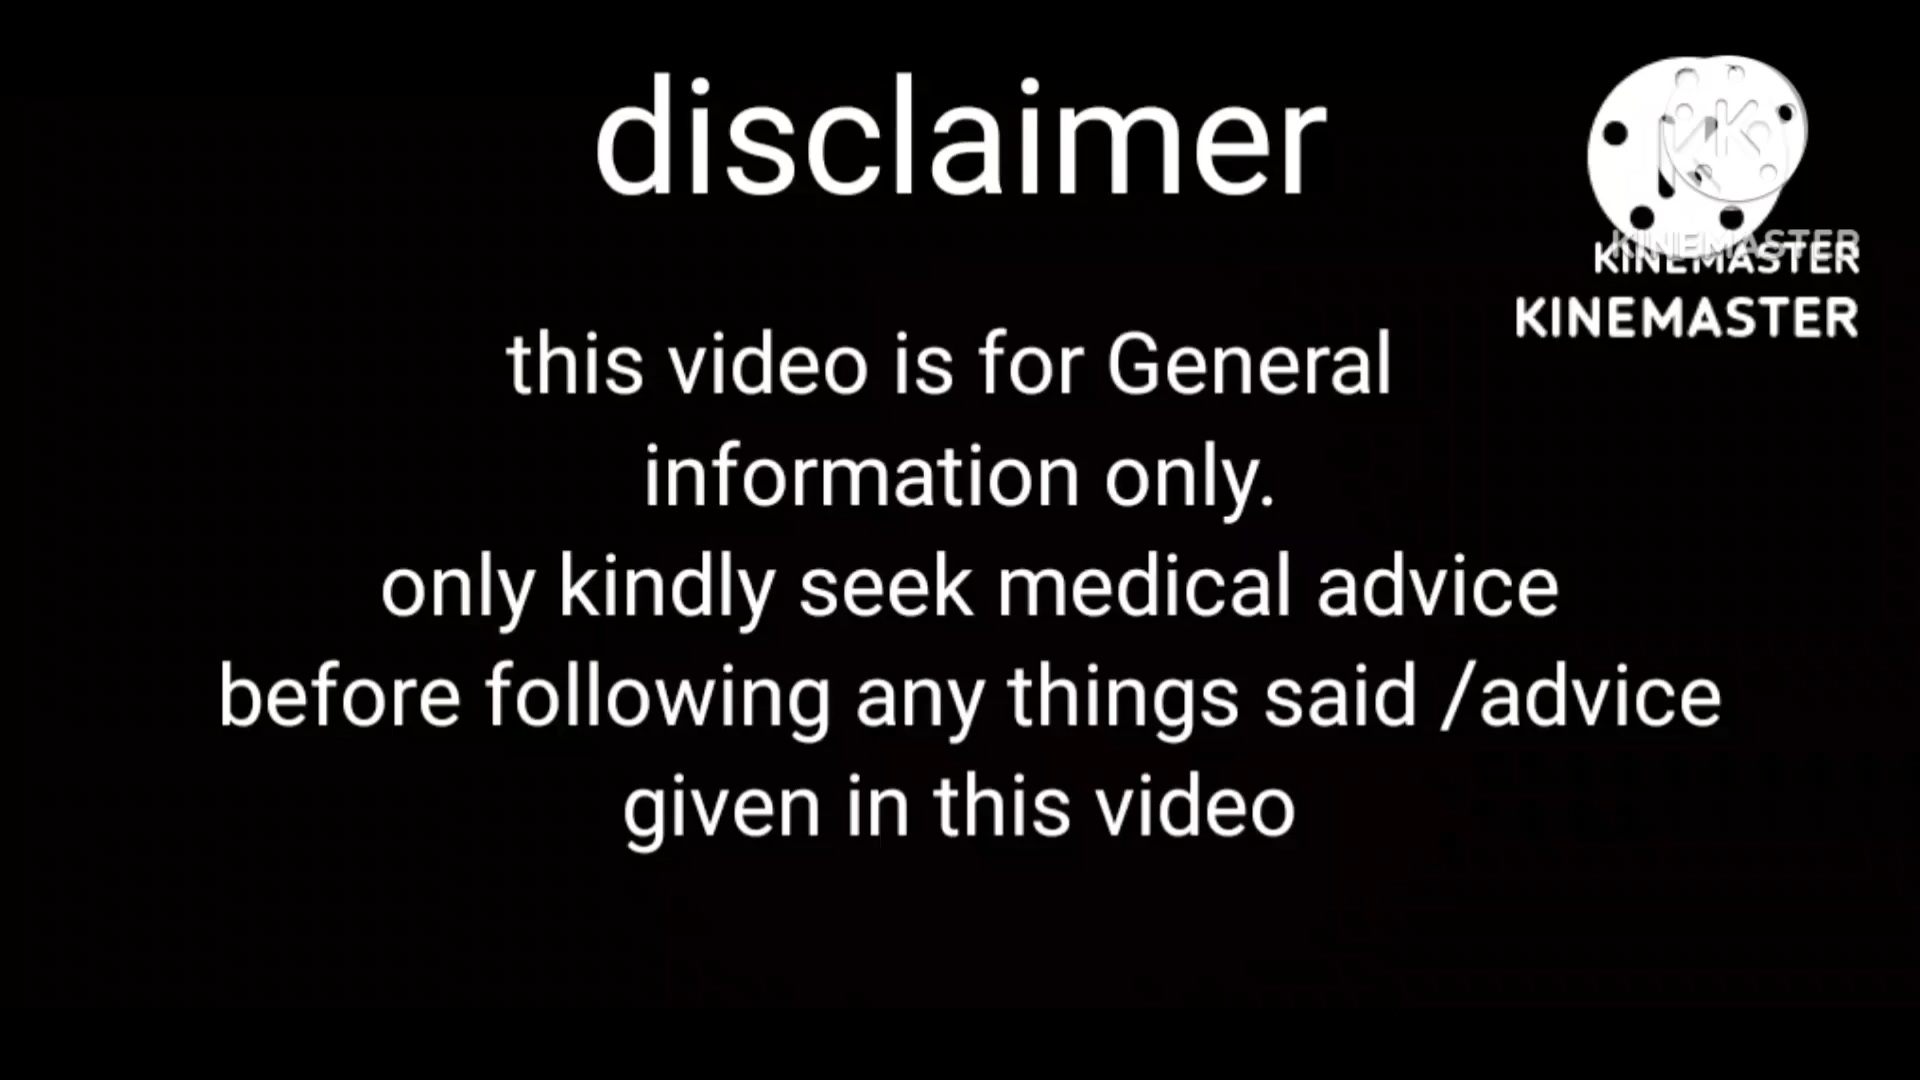 disclaimer
KINEMASTER
KINEMASTER
KINEMASTER
this video is for General
information only.
only kindly seek medical advice
before following any things said /advice
given in this video